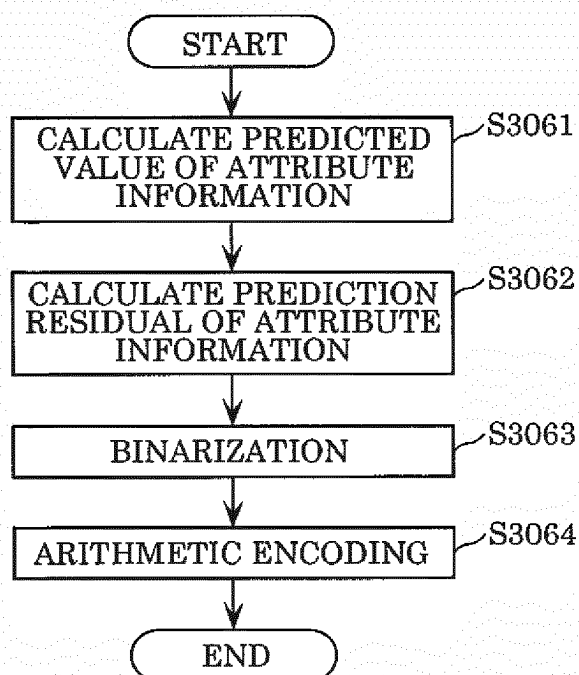 START
CALCULATE PREDICTED
VALUE OF ATTRIBUTE
INFORMATION
S3061
CALCULATE PREDICTION
RESIDUAL OF ATTRIBUTE
INFORMATION
S3062
BINARIZATION
S3063
ARITHMETIC ENCODING
S3064
END